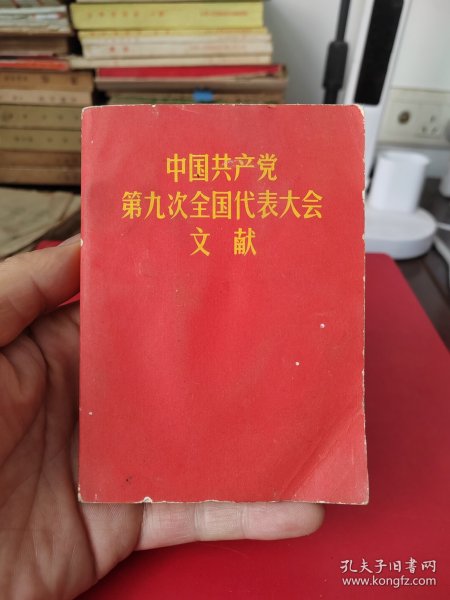 中国共产党
第九次全国代表大会
文献
孔夫子旧书网
www.kongfz.com